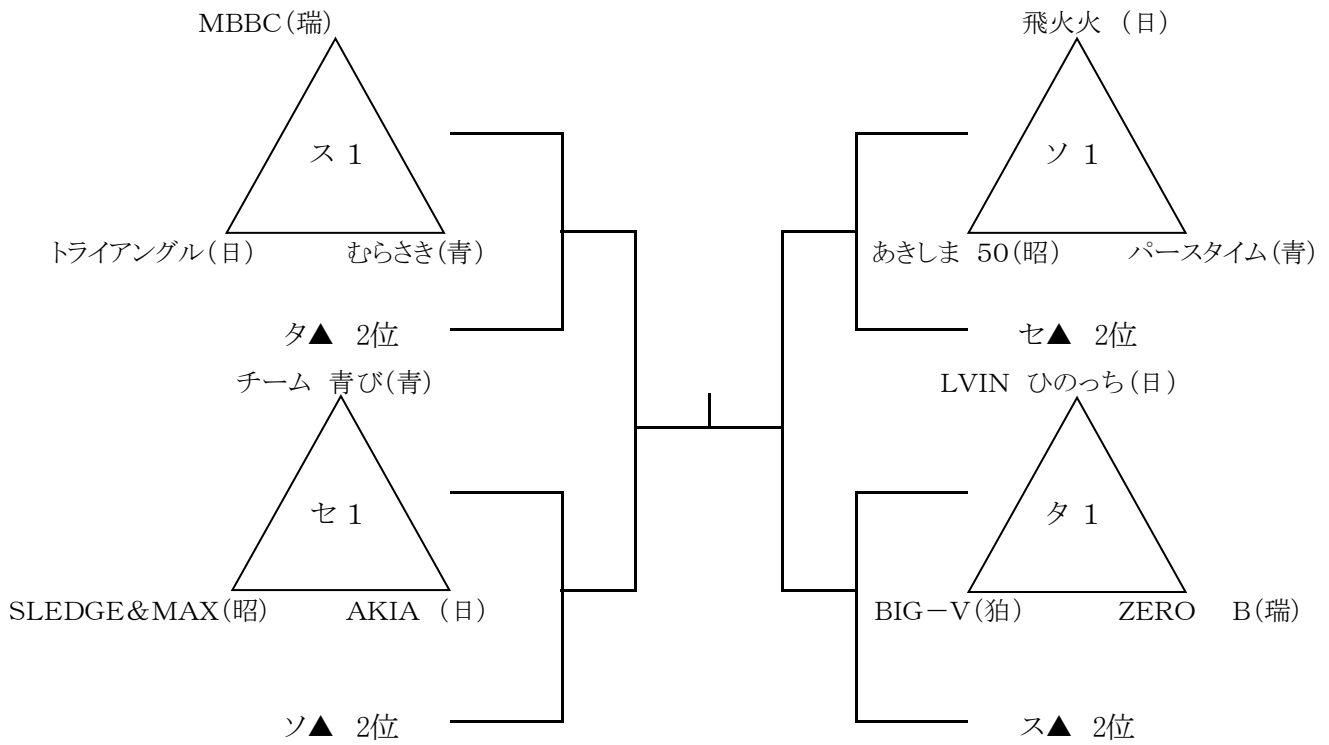 MBBC(瑞)
飛火火 (日)
ス 1
ソ 1
トライアングル(日) むらさき(青)
あきしま 50(昭) パースタイム(青)
タ▲ 2位
セ▲ 2位
チーム 青び(青)
LVIN ひのっち(日)
セ 1
タ 1
SLEDGE&MAX(昭) AKIA (日)
BIG-V(狛) ZERO B(瑞)
ソ▲ 2位
ス▲ 2位